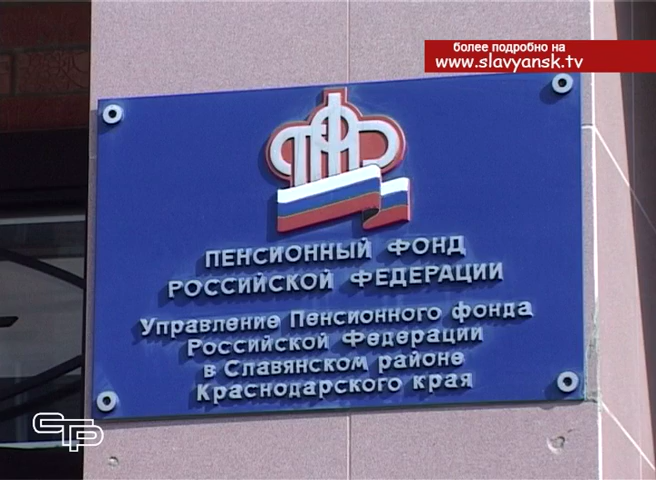 более подробно на
www.slavyansk.tv
ПЕНСИОННЫЙ ФОНД
РОССИЙСКОЙ ФЕДЕРАЦИИ
Управление Пенсионного фонда
Российской Федерации
в Славянском районе
Краснодарского края
СТР